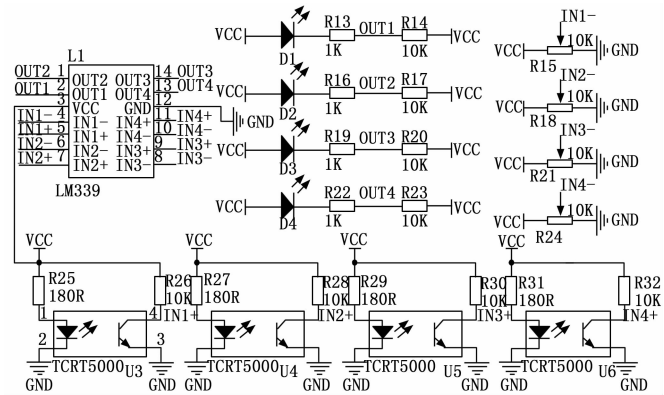 L1
OUT2 1 OUT2 OUT3 14 OUT3
OUT1 2 OUT1 OUT4 13 OUT4
3 VCC GND 12 GND
IN1- 4 IN1- IN4+ 11 IN4+
IN1+ 5 IN1+ IN4- 10 IN4-
IN2- 6 IN2- IN3+ 9 IN3+
IN2+ 7 IN2+ IN3- 8 IN3-
LM339
VCC D1 R13 1K OUT1 R14 10K VCC
VCC D2 R16 1K OUT2 R17 10K VCC
VCC D3 R19 1K OUT3 R20 10K VCC
VCC D4 R22 1K OUT4 R23 10K VCC
IN1-
VCC R15 10K GND
IN2-
VCC R18 10K GND
IN3-
VCC R21 10K GND
IN4-
VCC R24 10K GND
VCC VCC VCC VCC
R25 R26 R27 R28 R29 R30 R31 R32
180R 10K 180R 10K 180R 10K 180R 10K
1 4 IN1+ IN2+ IN3+ IN4+
2 3
TCRT5000 U3 TCRT5000 U4 TCRT5000 U5 TCRT5000 U6
GND GND GND GND GND GND GND GND